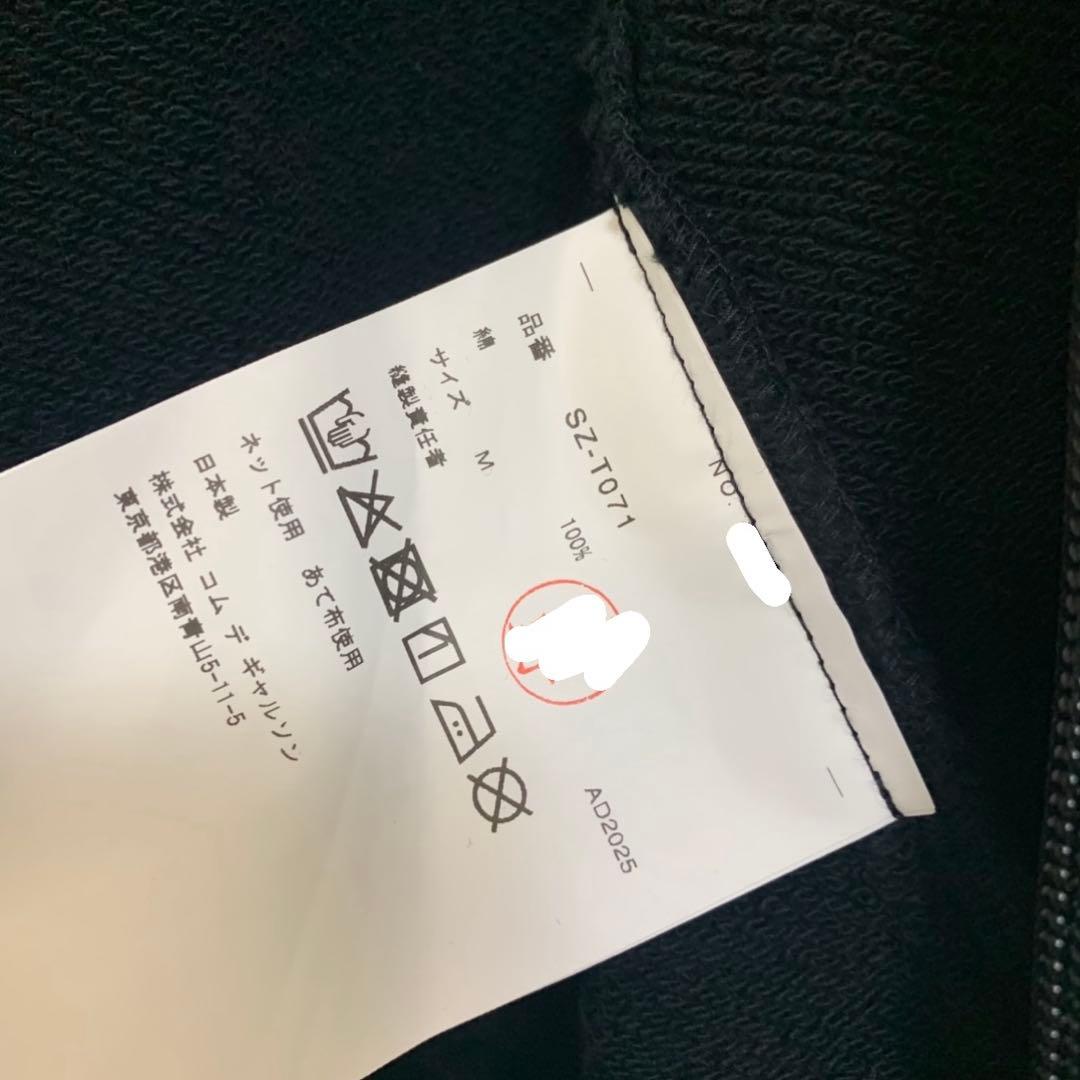 NO.
品番 SZ-T071 AD2025
綿 100%
サイズ M
縫製責任者
ネット使用 あて布使用
日本製
株式会社 コム デ ギャルソン
東京都港区南青山5-11-5